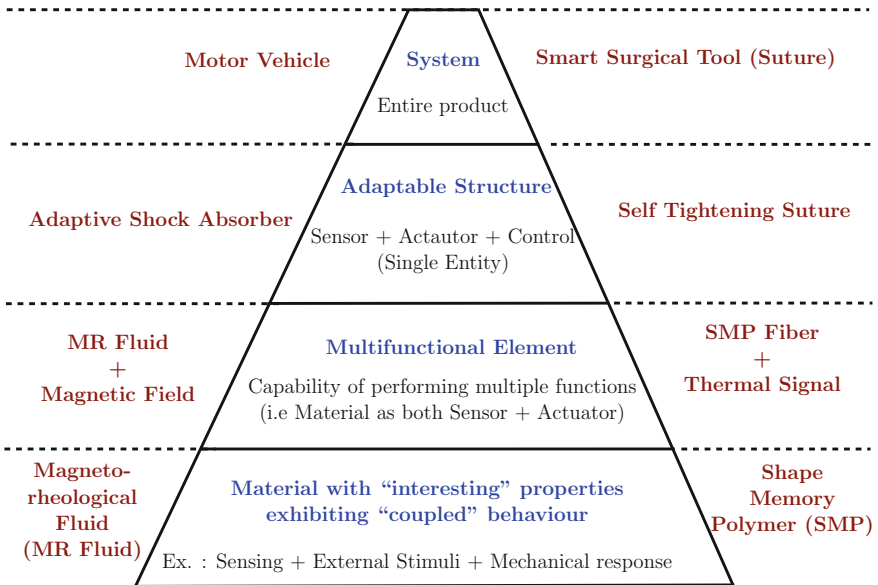 Motor Vehicle
System
Entire product
Smart Surgical Tool (Suture)
Adaptive Shock Absorber
Adaptable Structure
Sensor + Actautor + Control
(Single Entity)
Self Tightening Suture
MR Fluid
+
Magnetic Field
Multifunctional Element
Capability of performing multiple functions
(i.e Material as both Sensor + Actuator)
SMP Fiber
+
Thermal Signal
Magneto-
rheological
Fluid
(MR Fluid)
Material with “interesting” properties
exhibiting “coupled” behaviour
Ex. : Sensing + External Stimuli + Mechanical response
Shape
Memory
Polymer (SMP)